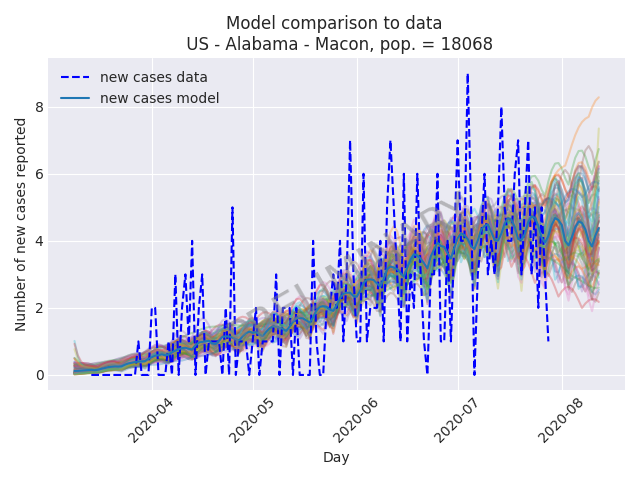 Model comparison to data
US - Alabama - Macon, pop. = 18068
new cases data
new cases model
Number of new cases reported
8
6
4
2
0
2020-04
2020-05
2020-06
2020-07
2020-08
Day